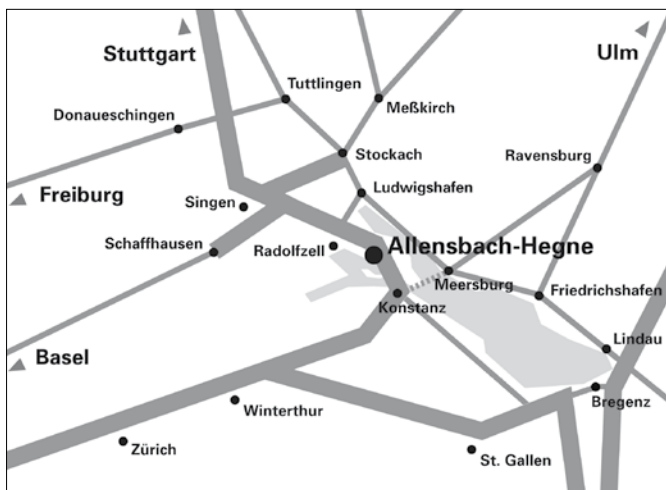 Stuttgart
Ulm
Tuttlingen
Meßkirch
Donaueschingen
Stockach
Ravensburg
Freiburg
Ludwigshafen
Singen
Schaffhausen
Radolfzell
Allensbach-Hegne
Meersburg
Friedrichshafen
Konstanz
Lindau
Basel
Bregenz
Winterthur
Zürich
St. Gallen